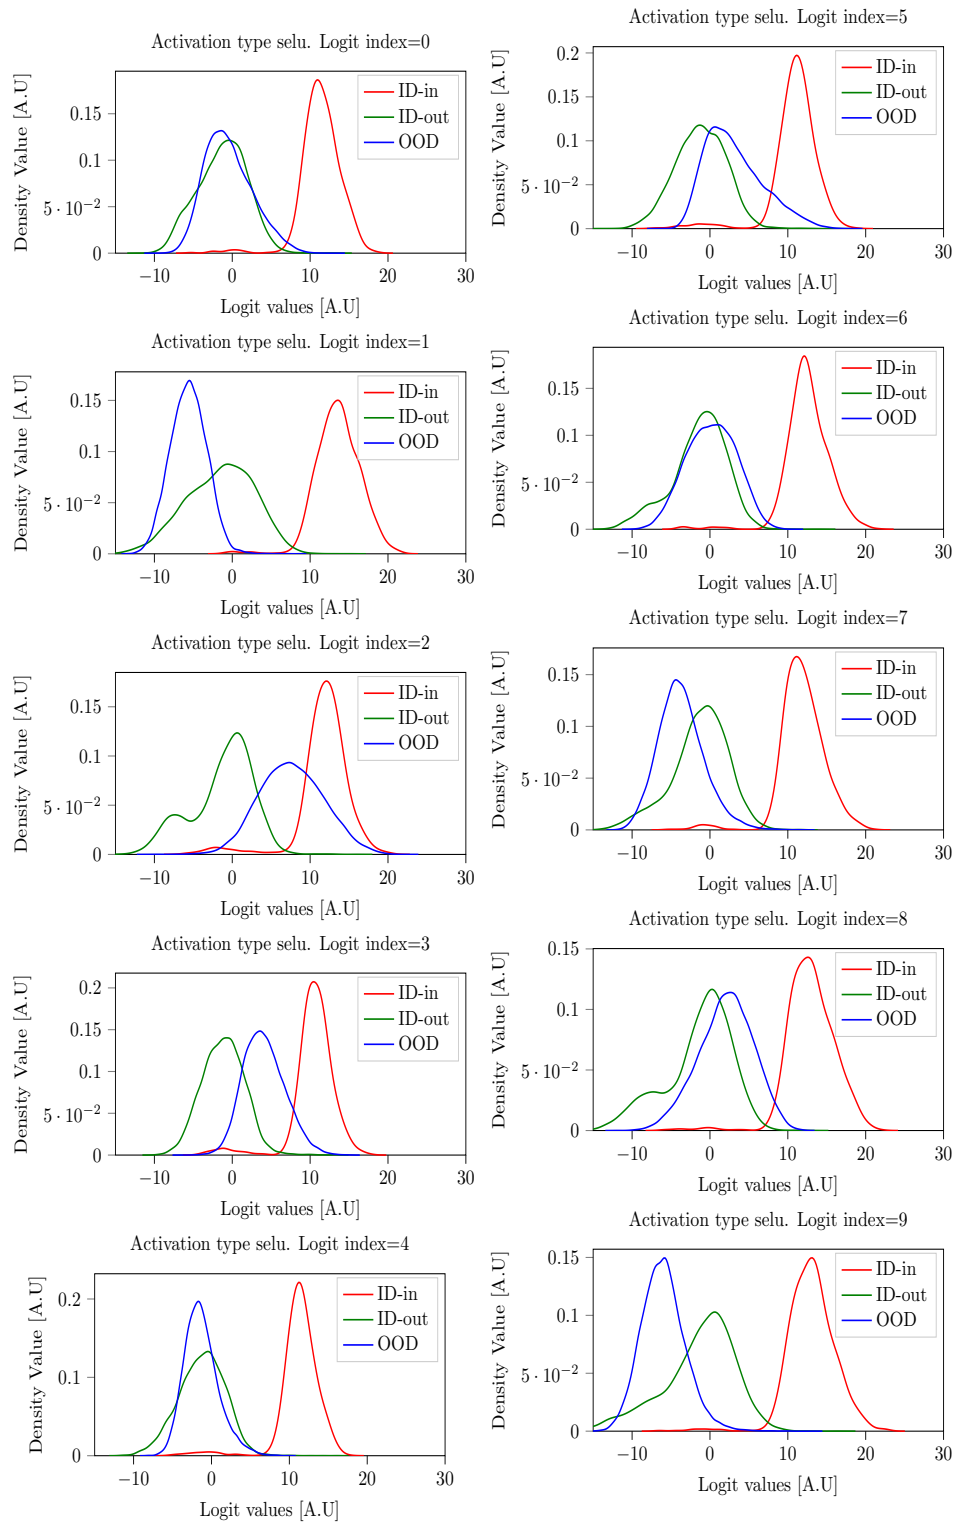 Activation type selu. Logit index=0
Density Value [A.U]
0.15
0.1
5 · 10⁻²
0
−10 0 10 20 30
Logit values [A.U]
ID-in
ID-out
OOD
Activation type selu. Logit index=1
Density Value [A.U]
0.15
0.1
5 · 10⁻²
0
−10 0 10 20 30
Logit values [A.U]
ID-in
ID-out
OOD
Activation type selu. Logit index=2
Density Value [A.U]
0.15
0.1
5 · 10⁻²
0
−10 0 10 20 30
Logit values [A.U]
ID-in
ID-out
OOD
Activation type selu. Logit index=3
Density Value [A.U]
0.2
0.15
0.1
5 · 10⁻²
0
−10 0 10 20 30
Logit values [A.U]
ID-in
ID-out
OOD
Activation type selu. Logit index=4
Density Value [A.U]
0.2
0.1
0
−10 0 10 20 30
Logit values [A.U]
ID-in
ID-out
OOD
Activation type selu. Logit index=5
Density Value [A.U]
0.2
0.15
0.1
5 · 10⁻²
0
−10 0 10 20 30
Logit values [A.U]
ID-in
ID-out
OOD
Activation type selu. Logit index=6
Density Value [A.U]
0.15
0.1
5 · 10⁻²
0
−10 0 10 20 30
Logit values [A.U]
ID-in
ID-out
OOD
Activation type selu. Logit index=7
Density Value [A.U]
0.15
0.1
5 · 10⁻²
0
−10 0 10 20 30
Logit values [A.U]
ID-in
ID-out
OOD
Activation type selu. Logit index=8
Density Value [A.U]
0.15
0.1
5 · 10⁻²
0
−10 0 10 20 30
Logit values [A.U]
ID-in
ID-out
OOD
Activation type selu. Logit index=9
Density Value [A.U]
0.15
0.1
5 · 10⁻²
0
−10 0 10 20 30
Logit values [A.U]
ID-in
ID-out
OOD